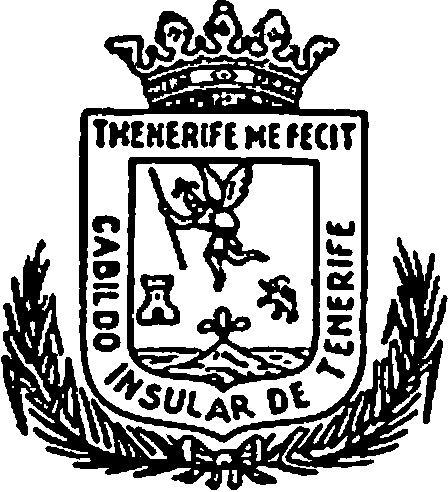 THENERIFE ME FECIT
CABILDO INSULAR DE TENERIFE